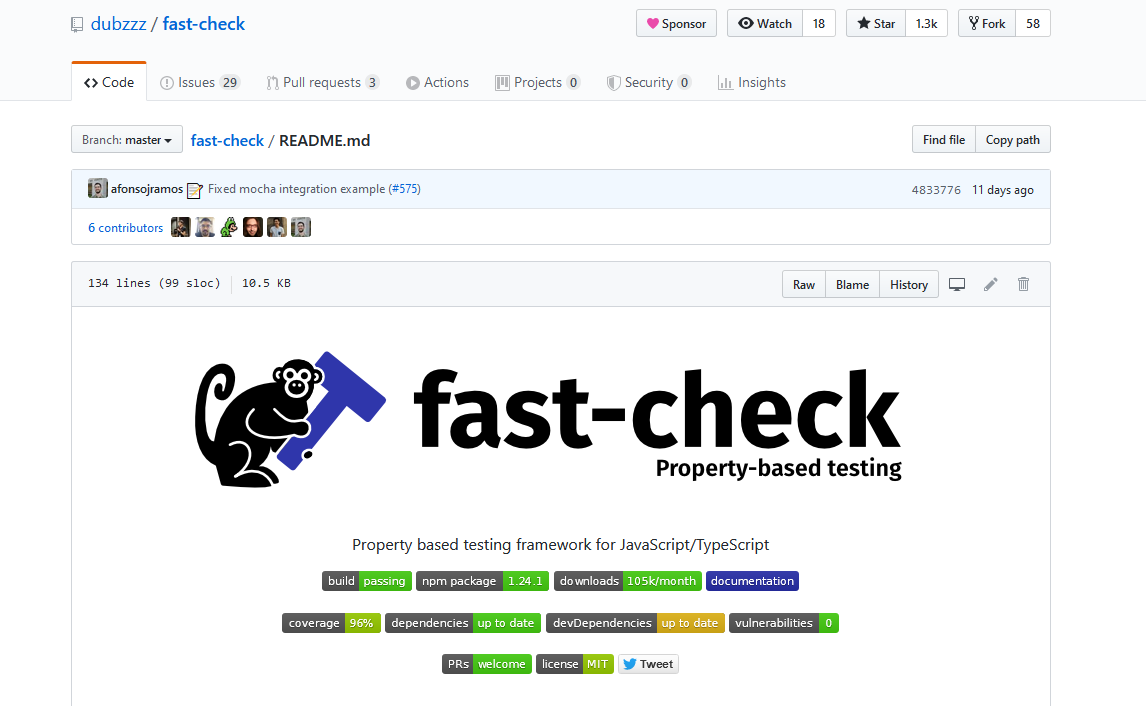 dubzzz / fast-check Sponsor Watch 18 Star 1.3k Fork 58
Code Issues 29 Pull requests 3 Actions Projects 0 Security 0 Insights
Branch: master fast-check / README.md Find file Copy path
afonsojramos Fixed mocha integration example (#575) 4833776 11 days ago
6 contributors
134 lines (99 sloc) 10.5 KB Raw Blame History
fast-check
Property-based testing
Property based testing framework for JavaScript/TypeScript
build passing npm package 1.24.1 downloads 105k/month documentation
coverage 96% dependencies up to date devDependencies up to date vulnerabilities 0
PRs welcome license MIT Tweet